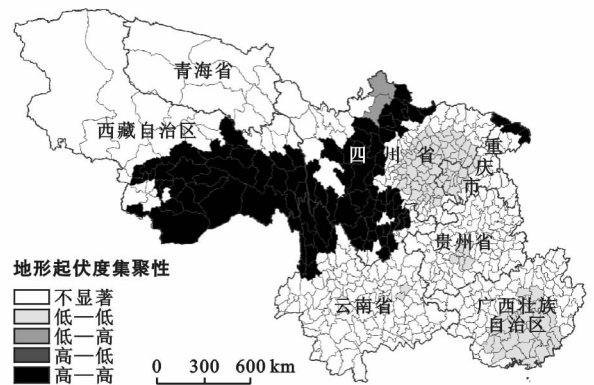 青海省
西藏自治区
四川省
重庆市
贵州省
云南省
广西壮族
自治区
地形起伏度集聚性
不显著
低—低
低—高
高—低
高—高
0 300 600 km